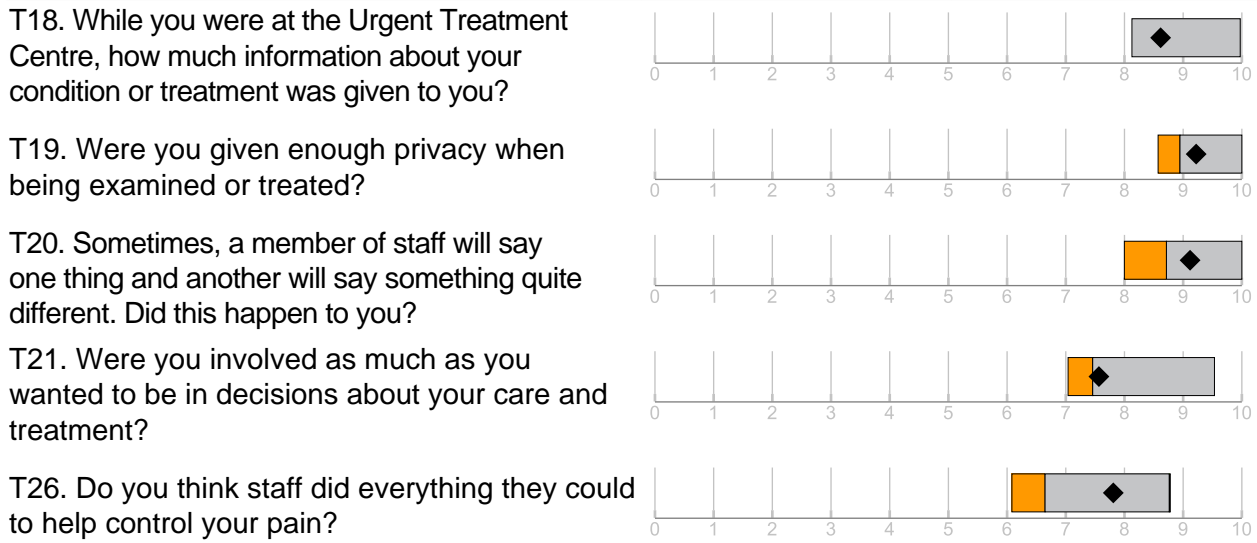 T18. While you were at the Urgent Treatment
Centre, how much information about your
condition or treatment was given to you?
0 1 2 3 4 5 6 7 8 9 10
T19. Were you given enough privacy when
being examined or treated?
0 1 2 3 4 5 6 7 8 9 10
T20. Sometimes, a member of staff will say
one thing and another will say something quite
different. Did this happen to you?
0 1 2 3 4 5 6 7 8 9 10
T21. Were you involved as much as you
wanted to be in decisions about your care and
treatment?
0 1 2 3 4 5 6 7 8 9 10
T26. Do you think staff did everything they could
to help control your pain?
0 1 2 3 4 5 6 7 8 9 10